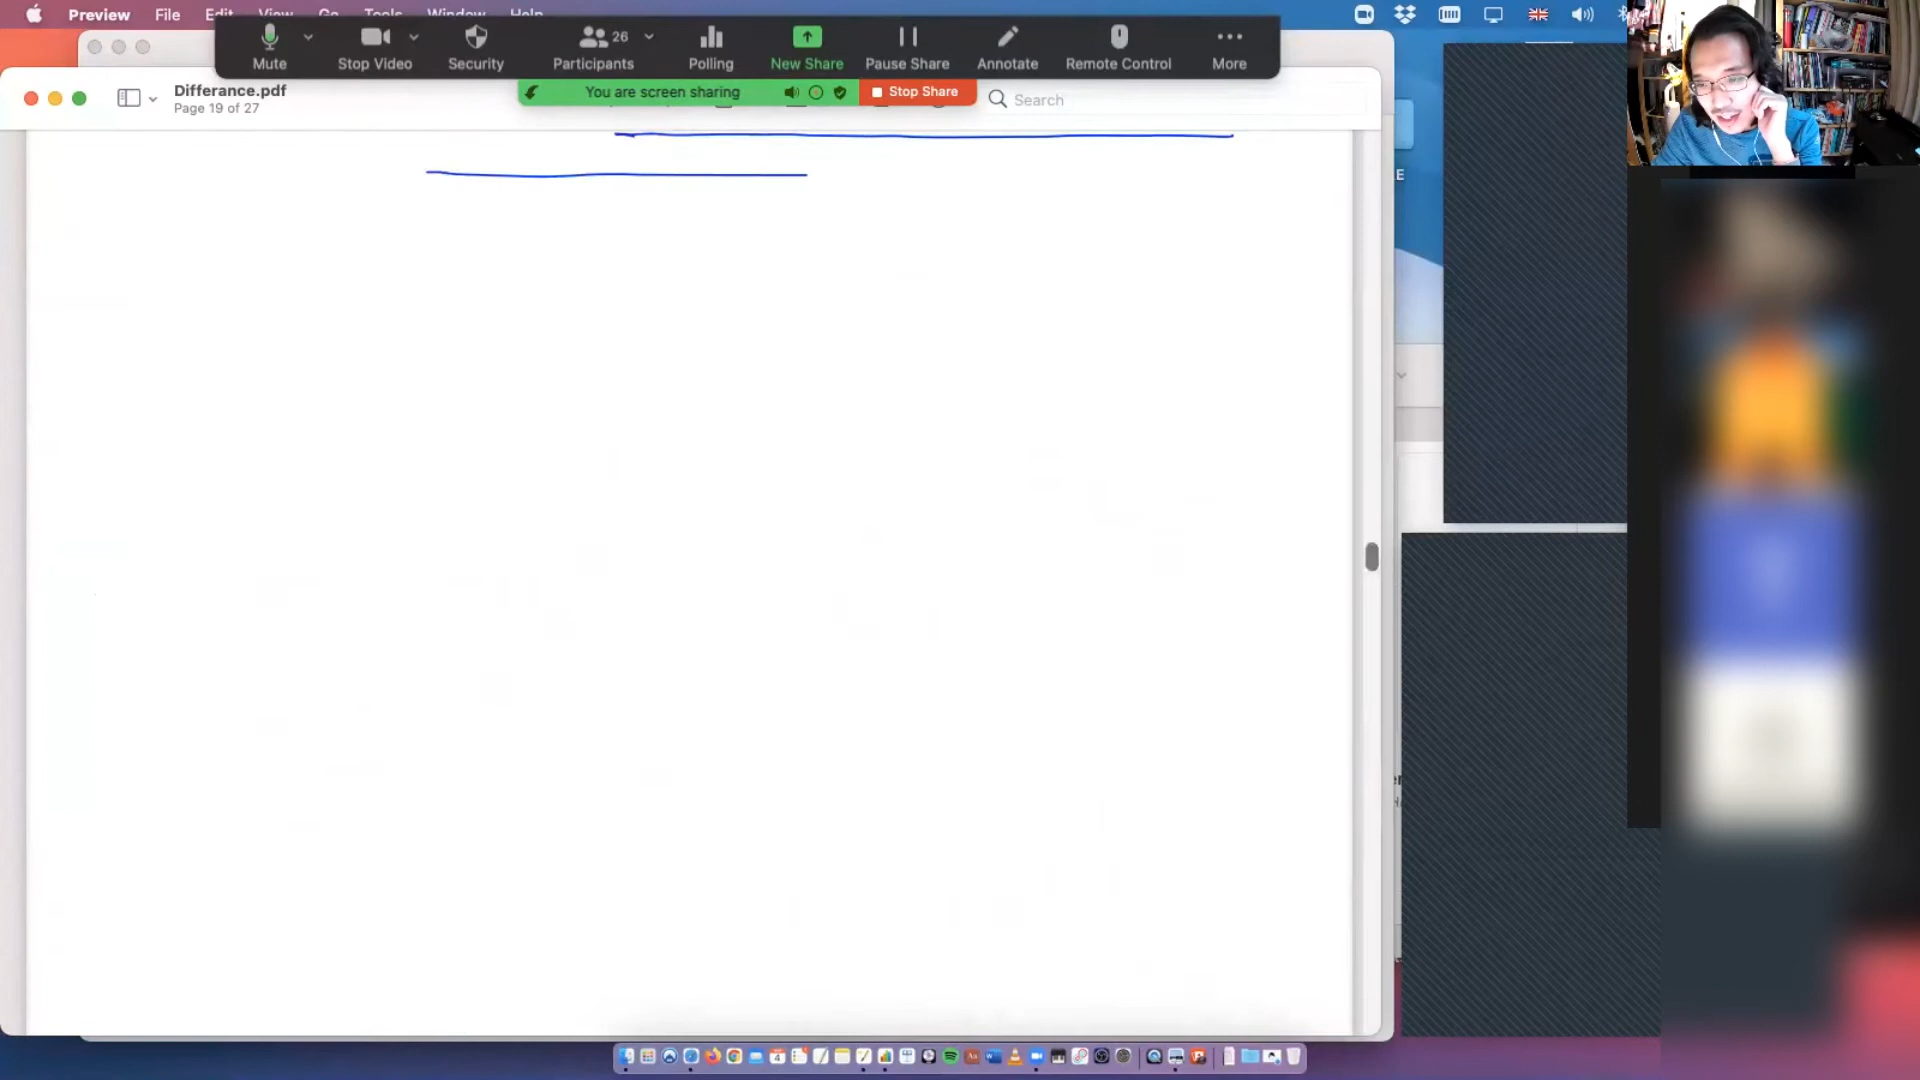 Preview File Edit View Go Tools Window Help
Mute Stop Video Security Participants 26 Polling New Share Pause Share Annotate Remote Control More
You are screen sharing Stop Share
Differance.pdf
Page 19 of 27
Search